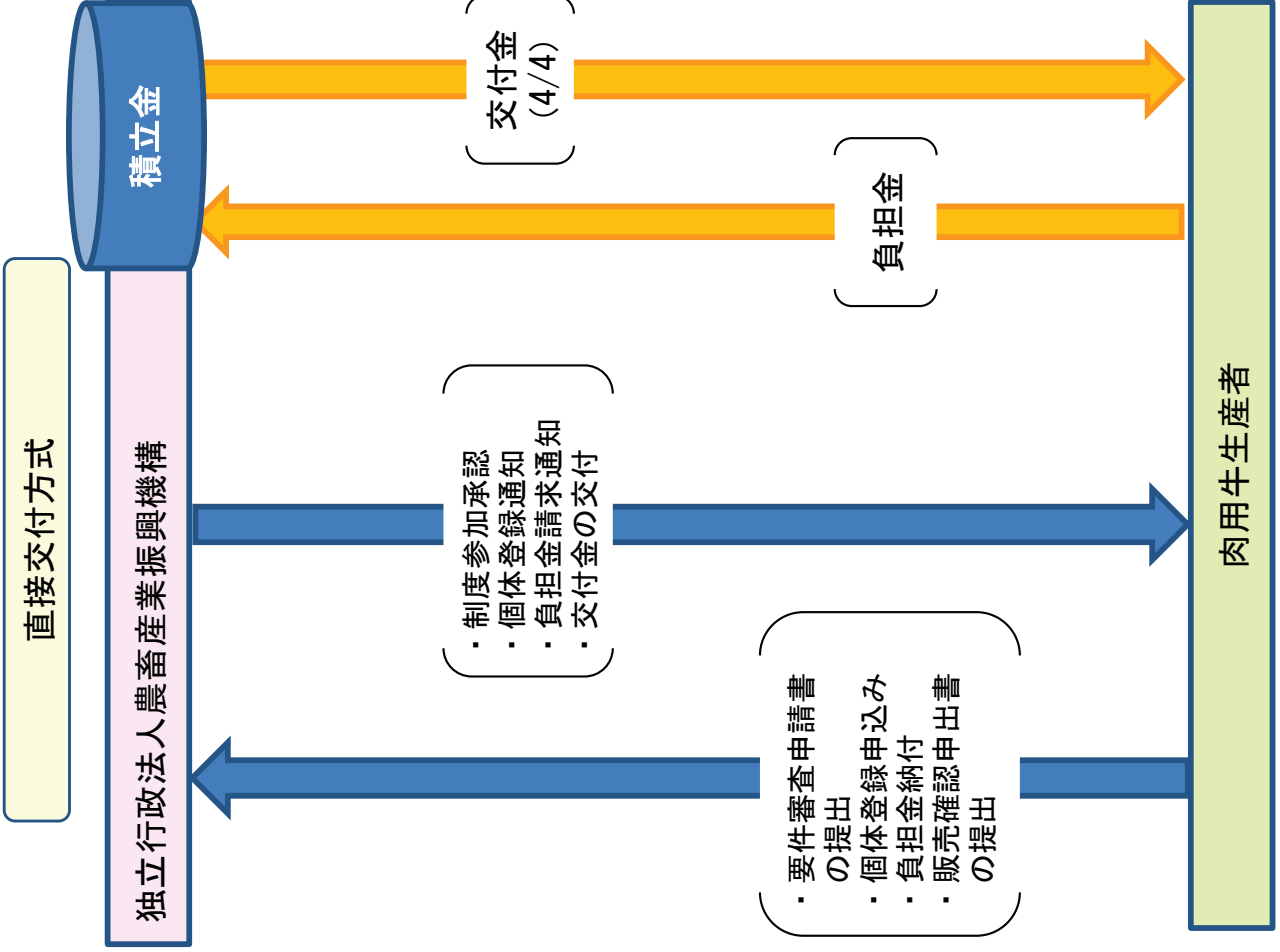 直接交付方式
独立行政法人農畜産業振興機構
積立金
・ 要件審査申請書
の提出
・ 個体登録申込み
・ 負担金納付
・ 販売確認申出書
の提出
・ 制度参加承認
・ 個体登録通知
・ 負担金請求通知
・ 交付金の交付
負担金
交付金
(4/4)
肉用牛生産者